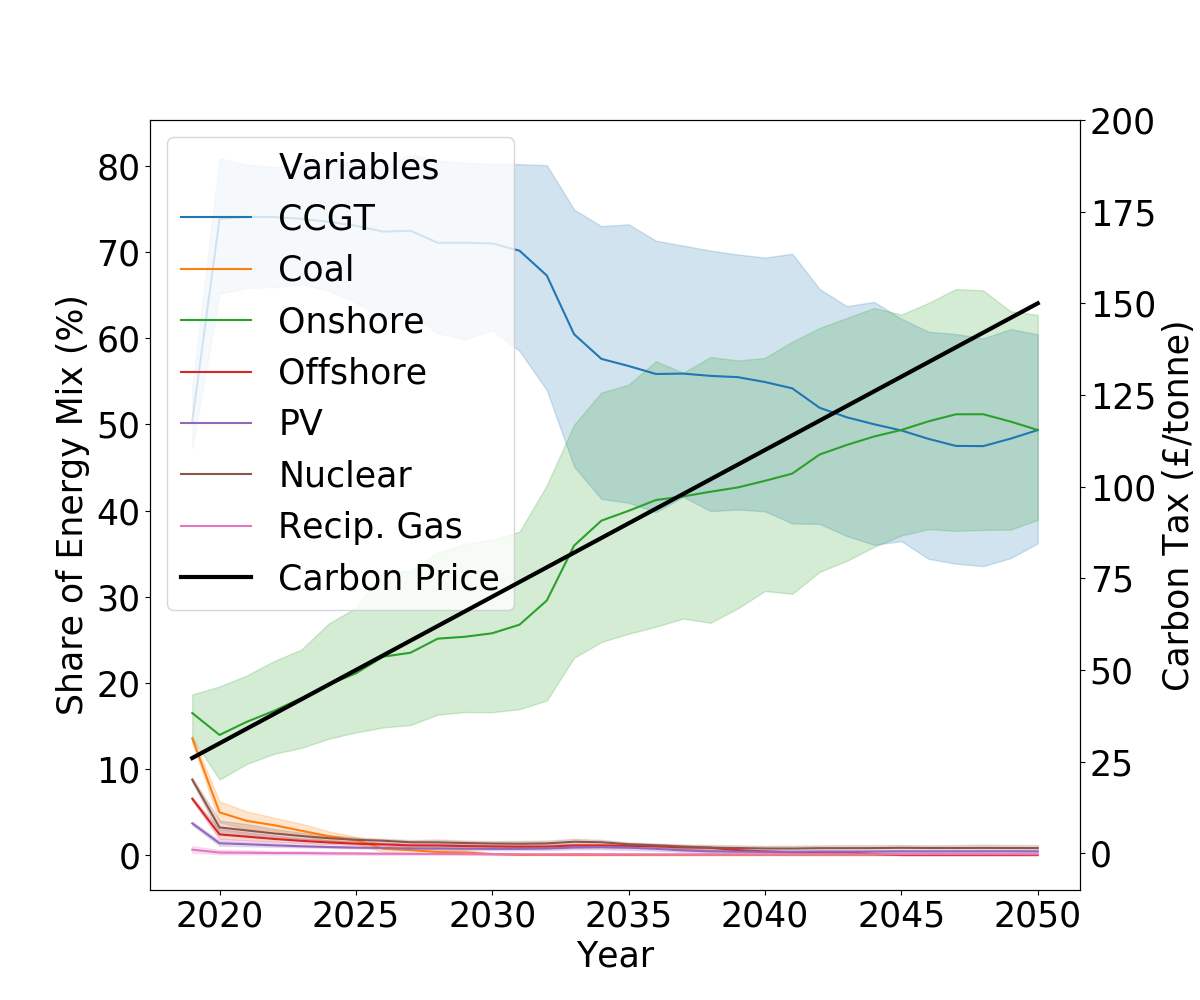 Variables
CCGT
Coal
Onshore
Offshore
PV
Nuclear
Recip. Gas
Carbon Price
Share of Energy Mix (%)
80
70
60
50
40
30
20
10
0
200
175
150
125
100
75
50
25
0
Carbon Tax (£/tonne)
2020 2025 2030 2035 2040 2045 2050
Year